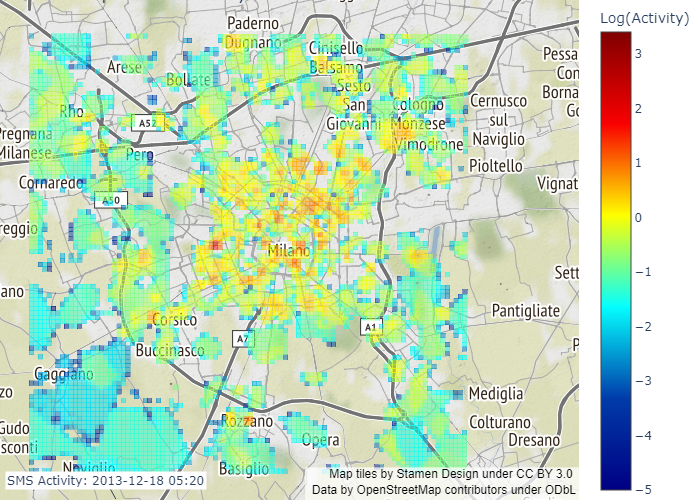 Log(Activity)
3
2
1
0
−1
−2
−3
−4
−5
Paderno
Dugnano
Cinisello
Balsamo
Arese
Bollate
Sesto
San
Giovanni
Cologno
Monzese
Vimodrone
Cernusco
sul
Naviglio
Pessa
Con
Borna
Go
Rho
A52
Pregnana
Milanese
Pero
Pioltello
Cornaredo
Vignat
A50
reggio
Milano
Sett
ano
Pantigliate
Corsico
A7
A1
Buccinasco
P
Gaggiano
zzo
Mediglia
Rozzano
Colturano
Gudo
sconti
Opera
Dresano
Naviglio
Basiglio
SMS Activity: 2013-12-18 05:20
Map tiles by Stamen Design under CC BY 3.0
Data by OpenStreetMap contributors under ODbL